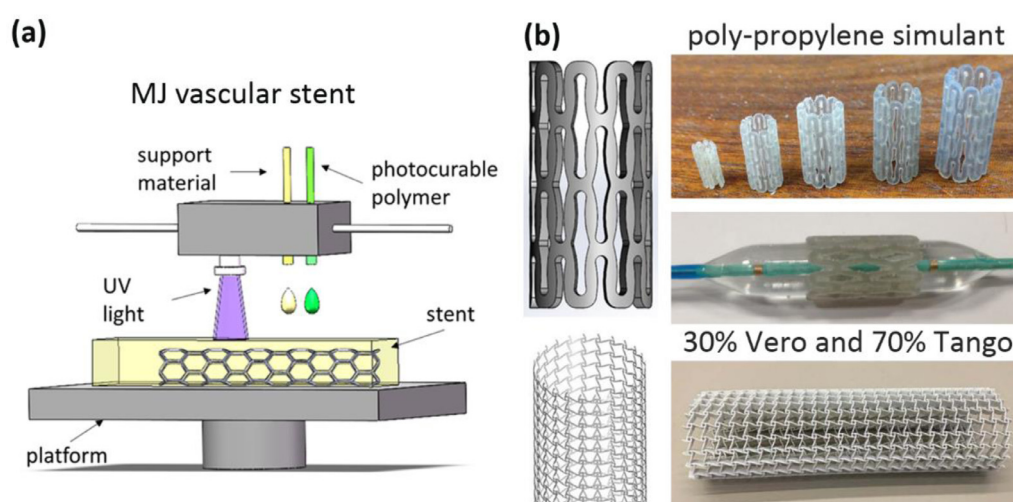 (a)
MJ vascular stent
support
material
photocurable
polymer
UV
light
stent
platform
(b)
poly-propylene simulant
30% Vero and 70% Tango